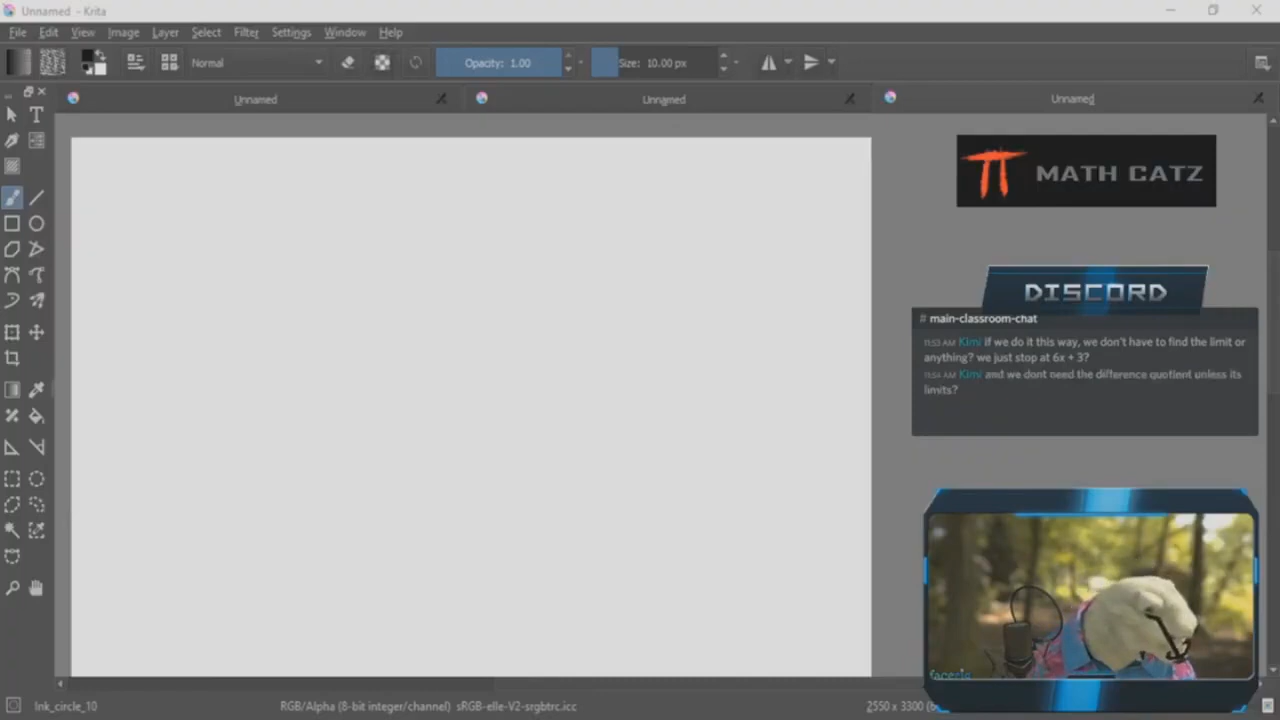 Unnamed - Krita
File Edit View Image Layer Select Filter Settings Window Help
Normal
Opacity: 1.00
Size: 10.00 px
Unnamed
Unnamed
Unnamed
MATH CATZ
DISCORD
# main-classroom-chat
11:53 AM Kimi if we do it this way, we don't have to find the limit or
anything? we just stop at 6x + 3?
11:54 AM Kimi and we dont need the difference quotient unless its
limits?
facerig
Ink_circle_10
RGB/Alpha (8-bit integer/channel) sRGB-elle-V2-srgbtrc.icc
2550 x 3300 (